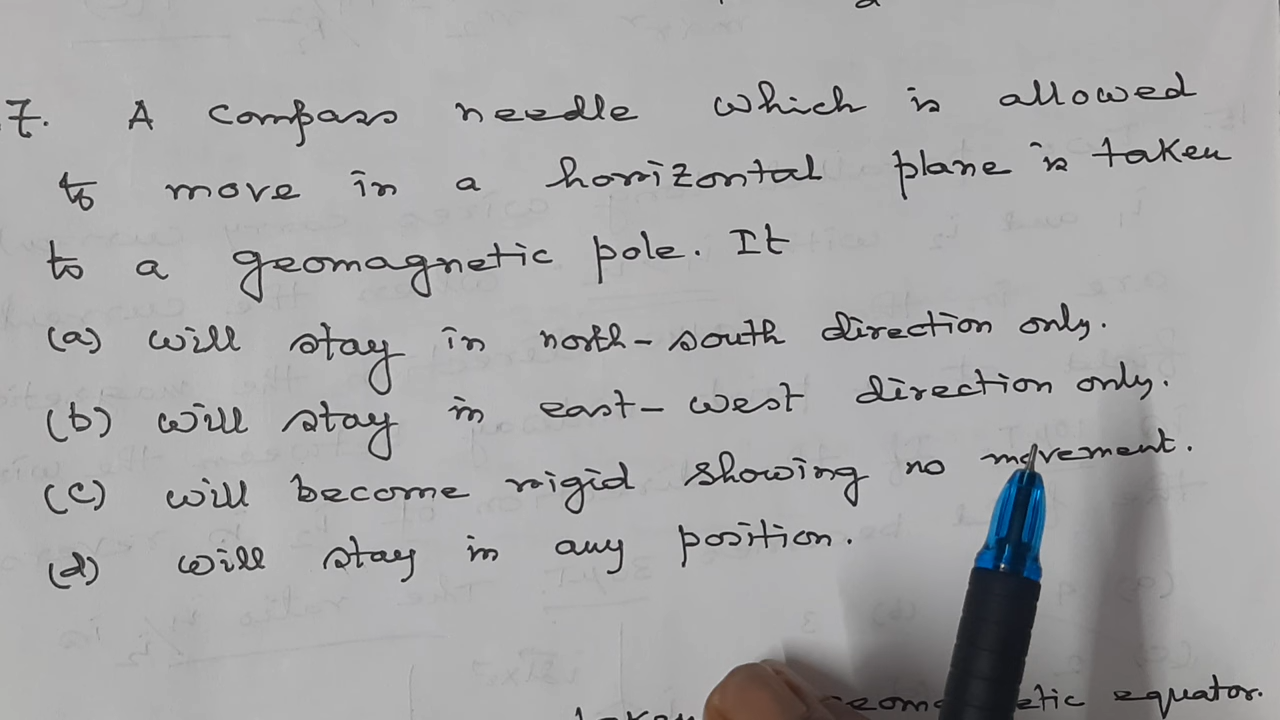 7. A compass needle which is allowed
to move in a horizontal plane is taken
to a geomagnetic pole. It
(a) will stay in north-south direction only.
(b) will stay in east-west direction only.
(c) will become rigid showing no movement.
(d) will stay in any position.
equator.